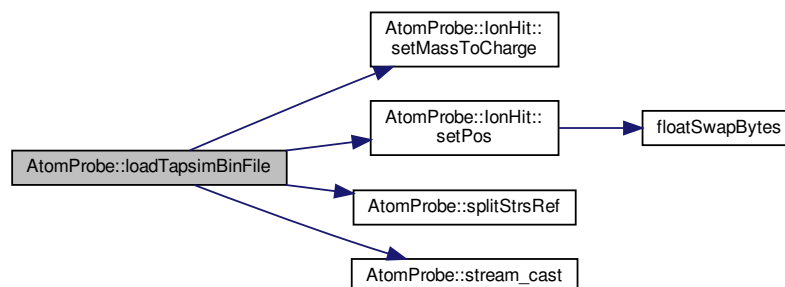 AtomProbe::loadTapsimBinFile
AtomProbe::IonHit::
setMassToCharge
AtomProbe::IonHit::
setPos
floatSwapBytes
AtomProbe::splitStrsRef
AtomProbe::stream_cast